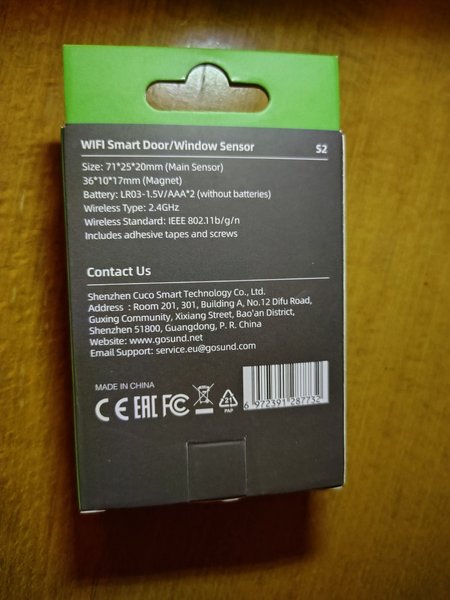 WIFI Smart Door/Window Sensor S2
Size: 71*25*20mm (Main Sensor)
36*10*17mm (Magnet)
Battery: LR03-1.5V/AAA*2 (without batteries)
Wireless Type: 2.4GHz
Wireless Standard: IEEE 802.11b/g/n
Includes adhesive tapes and screws
Contact Us
Shenzhen Cuco Smart Technology Co., Ltd.
Address : Room 201, 301, Building A, No.12 Difu Road,
Guxing Community, Xixiang Street, Bao'an District,
Shenzhen 51800, Guangdong, P. R. China
Website: www.gosund.net
Email Support: service.eu@gosund.com
MADE IN CHINA
CE EAC FC
21
PAP
6 972391 287732